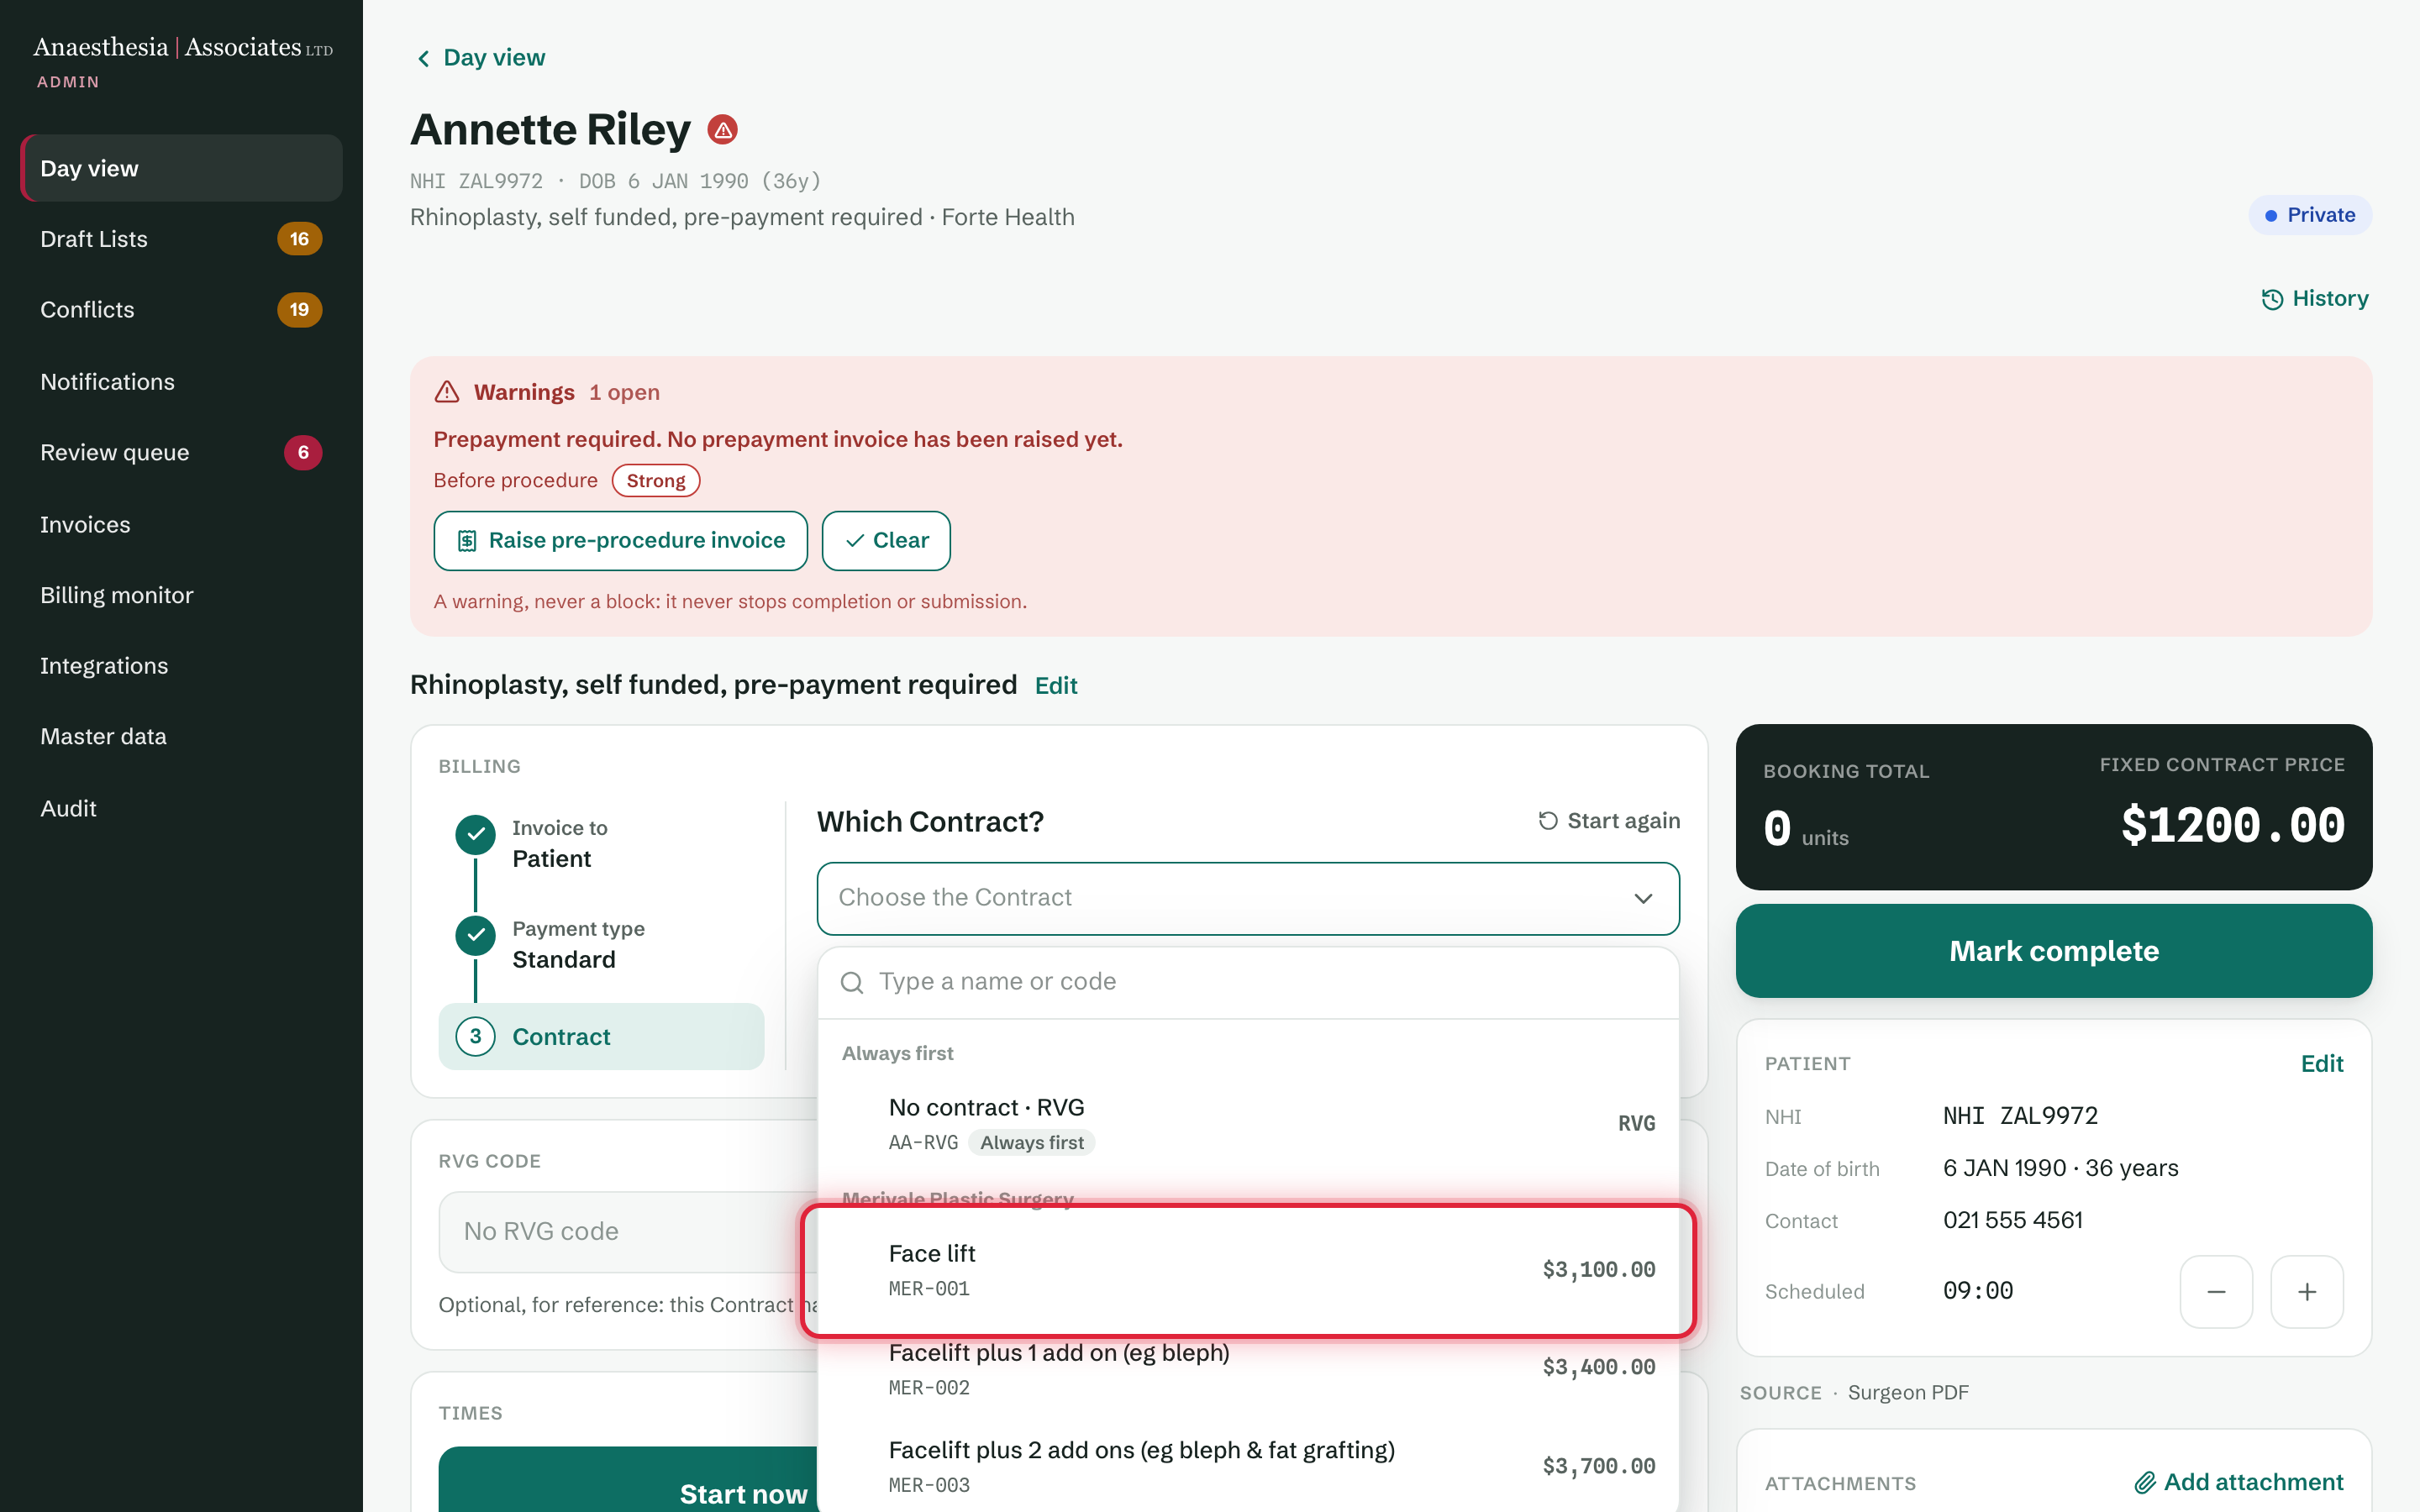 Anaesthesia | Associates LTD
ADMIN
Day view
Draft Lists 16
Conflicts 19
Notifications
Review queue 6
Invoices
Billing monitor
Integrations
Master data
Audit
Day view
Annette Riley
NHI ZAL9972 · DOB 6 JAN 1990 (36y)
Rhinoplasty, self funded, pre-payment required · Forte Health
Private
History
Warnings 1 open
Prepayment required. No prepayment invoice has been raised yet.
Before procedure Strong
Raise pre-procedure invoice Clear
A warning, never a block: it never stops completion or submission.
Rhinoplasty, self funded, pre-payment required Edit
BILLING
Invoice to
Patient
Payment type
Standard
3 Contract
Which Contract? Start again
Choose the Contract
Type a name or code
Always first
No contract · RVG
AA-RVG Always first
RVG
Merivale Plastic Surgery
Face lift
MER-001
$3,100.00
Facelift plus 1 add on (eg bleph)
MER-002
$3,400.00
Facelift plus 2 add ons (eg bleph & fat grafting)
MER-003
$3,700.00
RVG CODE
No RVG code
Optional, for reference: this Contract
TIMES
Start now
BOOKING TOTAL
0 units
FIXED CONTRACT PRICE
$1200.00
Mark complete
PATIENT Edit
NHI NHI ZAL9972
Date of birth 6 JAN 1990 · 36 years
Contact 021 555 4561
Scheduled 09:00
SOURCE · Surgeon PDF
ATTACHMENTS Add attachment